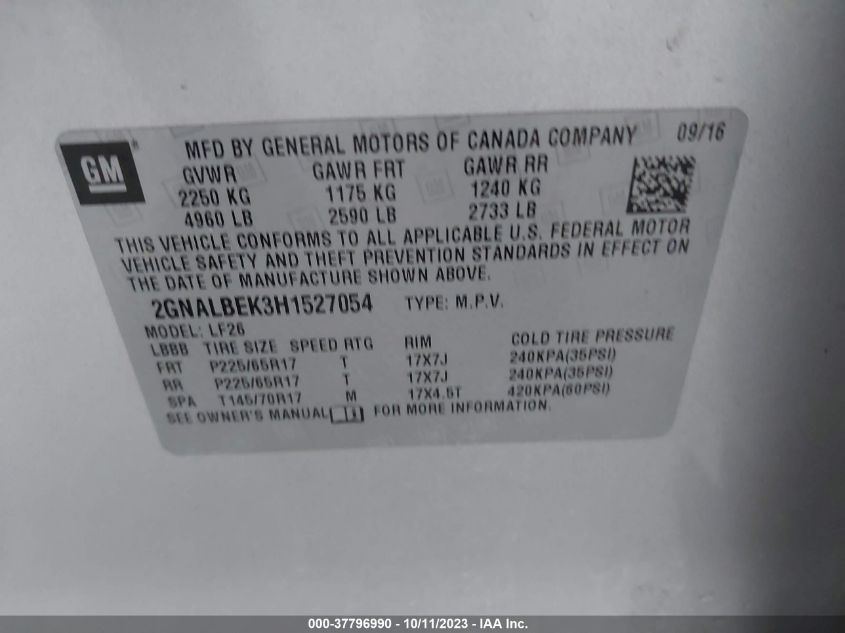 GM
MFD BY GENERAL MOTORS OF CANADA COMPANY 09/16
GVWR GAWR FRT GAWR RR
2250 KG 1175 KG 1240 KG
4960 LB 2590 LB 2733 LB
THIS VEHICLE CONFORMS TO ALL APPLICABLE U.S. FEDERAL MOTOR
VEHICLE SAFETY AND THEFT PREVENTION STANDARDS IN EFFECT ON
THE DATE OF MANUFACTURE SHOWN ABOVE.
2GNALBEK3H1527054 TYPE: M.P.V.
MODEL: LF26
LBBB TIRE SIZE SPEED RTG RIM COLD TIRE PRESSURE
FRT P225/65R17 T 17X7J 240KPA(35PSI)
RR P225/65R17 T 17X7J 240KPA(35PSI)
SPA T145/70R17 M 17X4.5T 420KPA(60PSI)
SEE OWNER'S MANUAL FOR MORE INFORMATION.
000-37796990 - 10/11/2023 - IAA Inc.